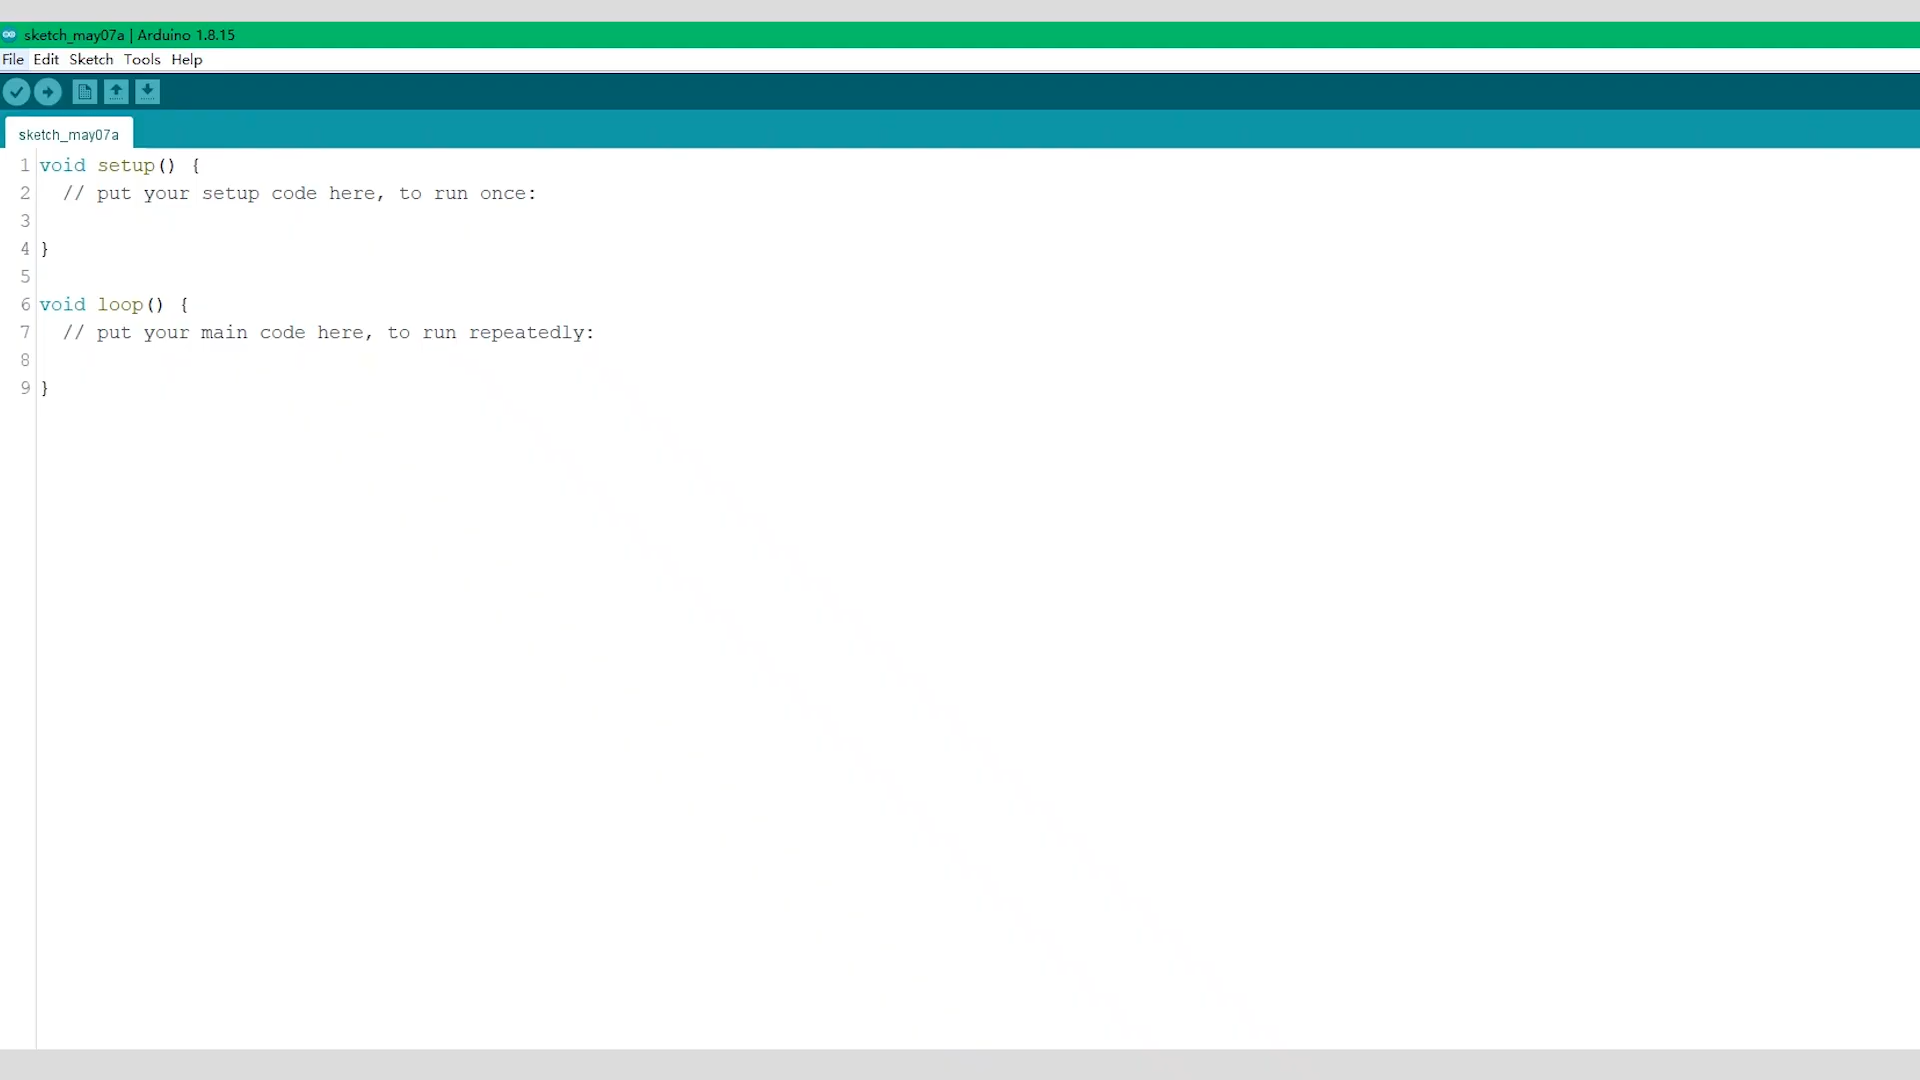 sketch_may07a | Arduino 1.8.15
File Edit Sketch Tools Help
sketch_may07a
1 void setup() {
2 // put your setup code here, to run once:
3
4 }
5
6 void loop() {
7 // put your main code here, to run repeatedly:
8
9 }